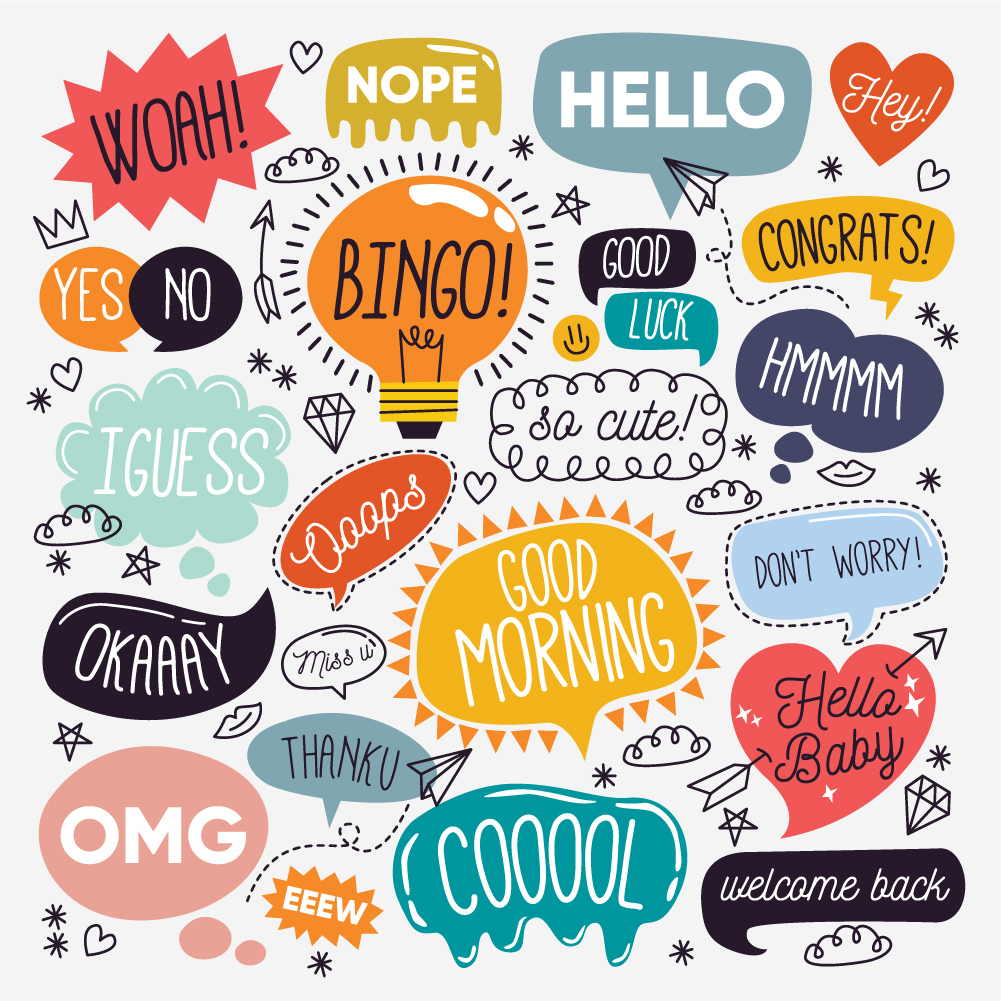 WOAH!
NOPE
HELLO
Hey!
YES
NO
BINGO!
GOOD
LUCK
CONGRATS!
HMMMM
I GUESS
so cute!
Ooops
GOOD
MORNING
DON'T WORRY!
OKAAAY
Miss u
THANKU
Hello
Baby
OMG
EEEW
COOOOL
welcome back